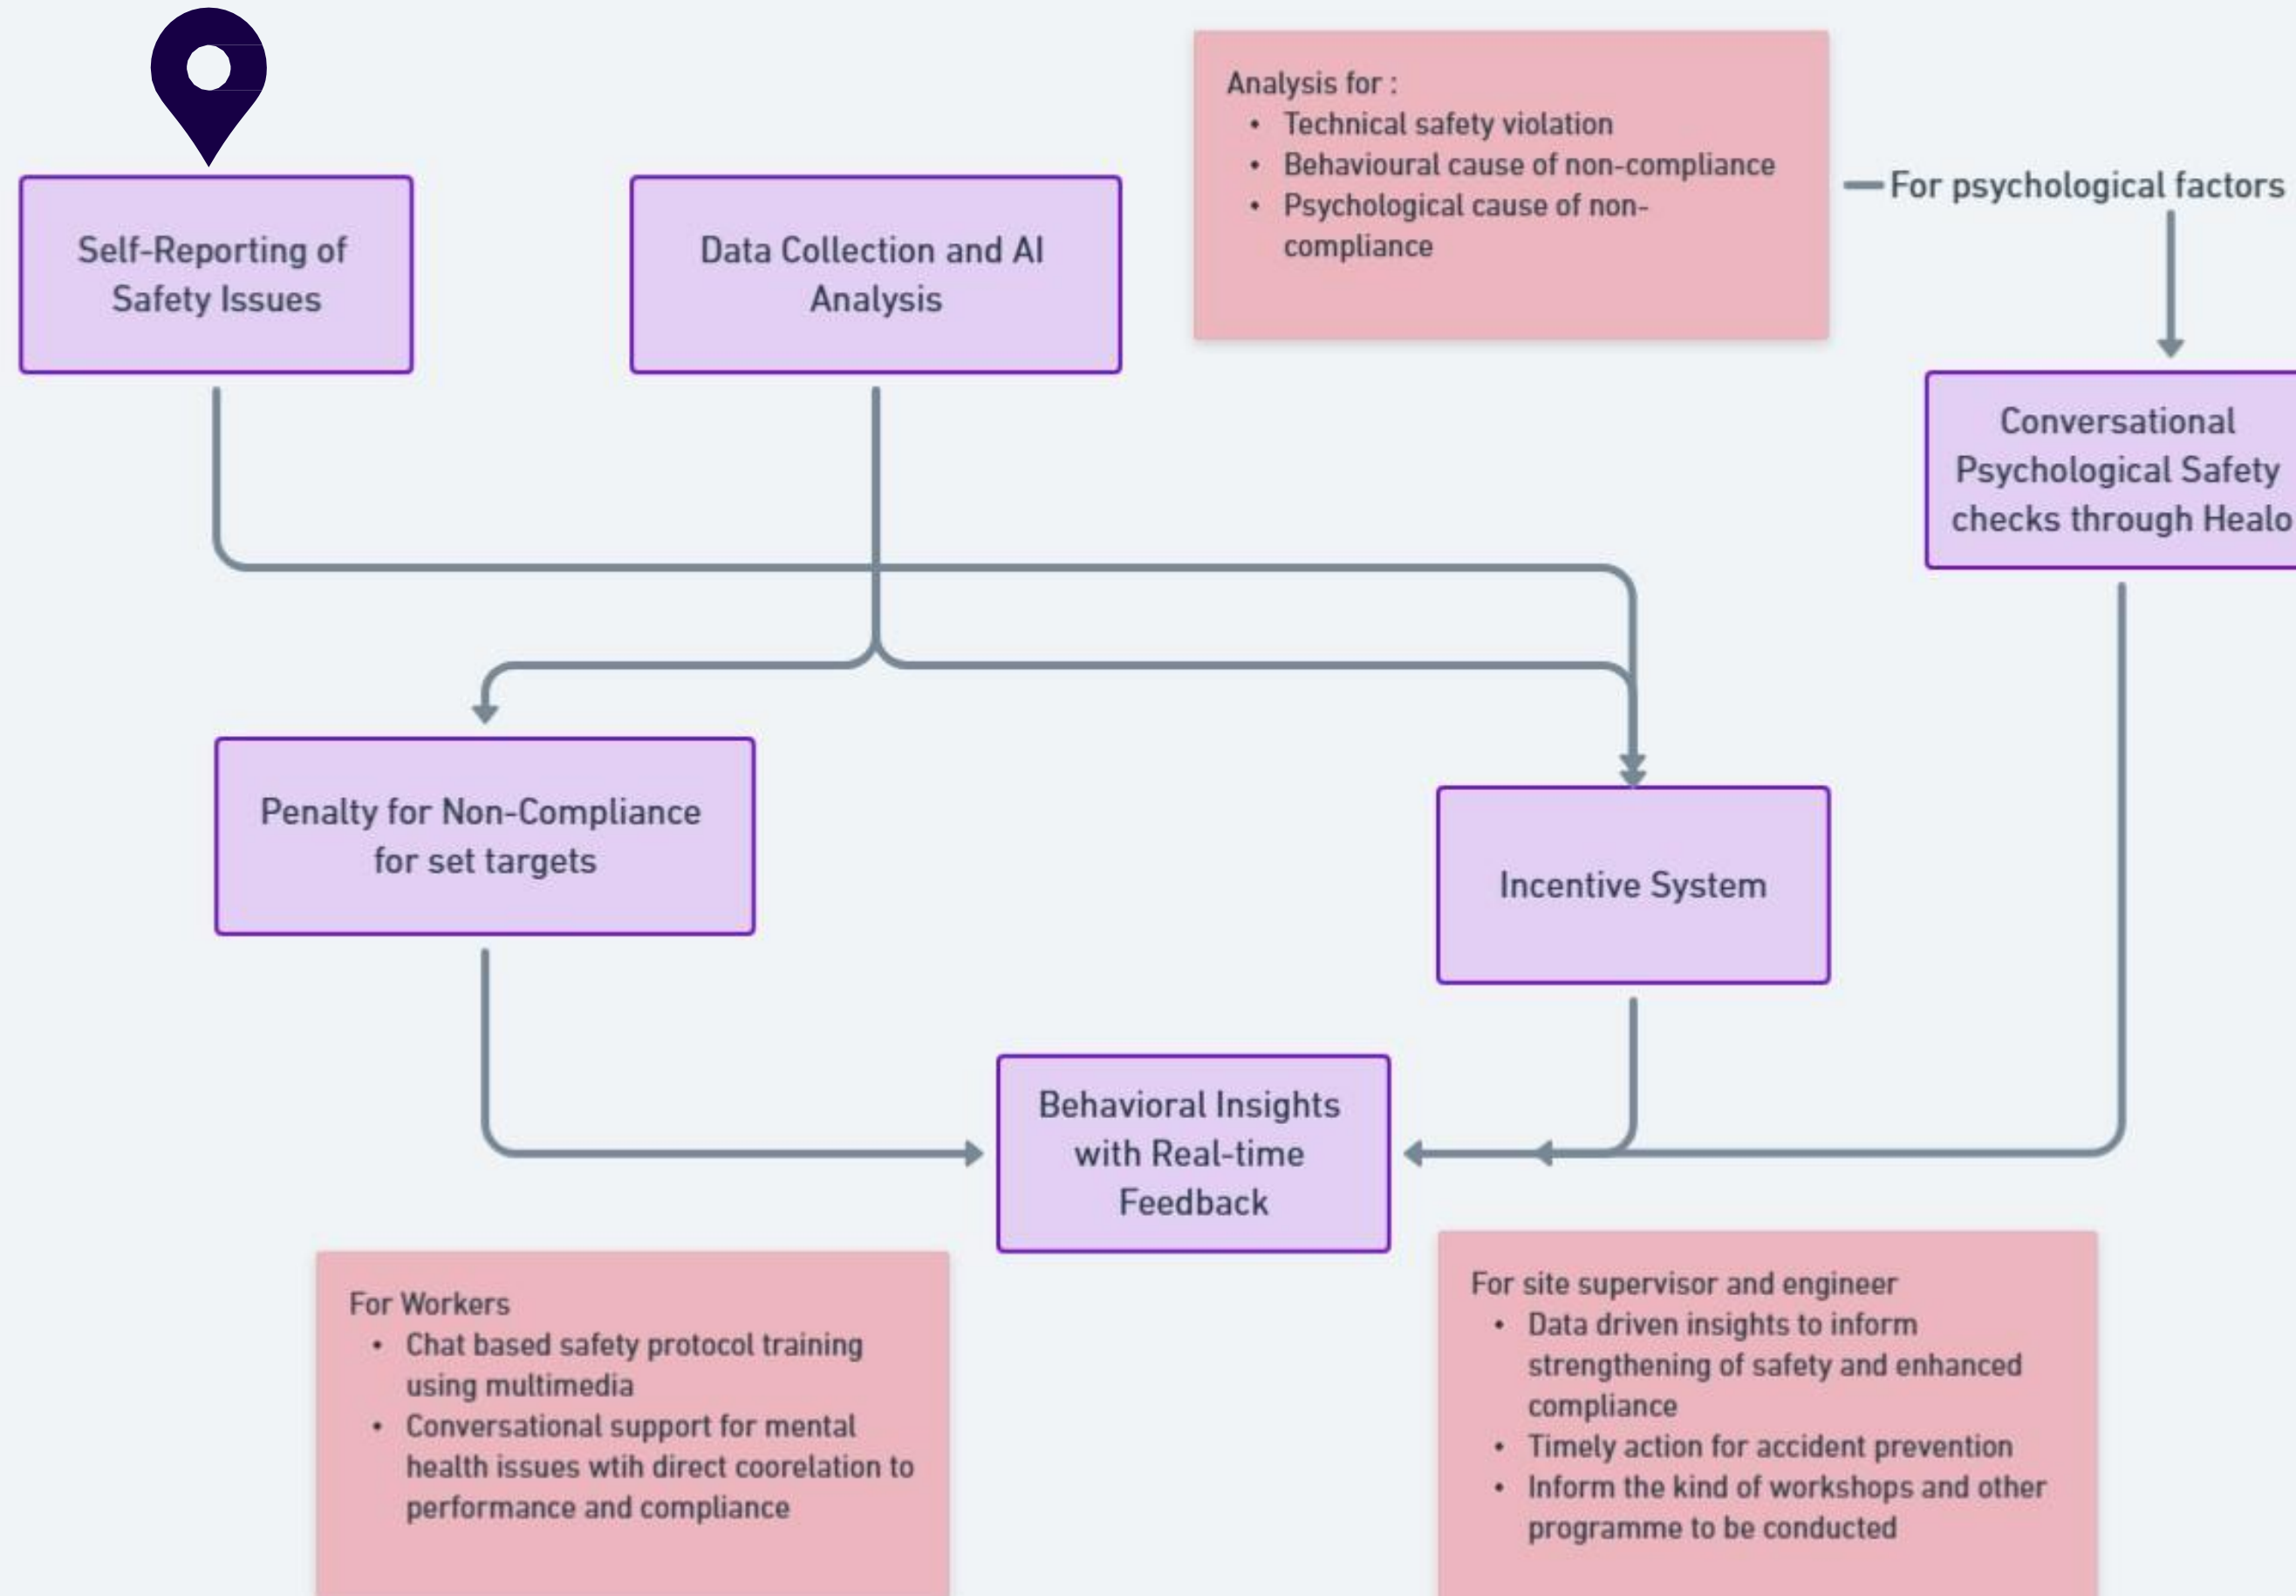 Self-Reporting of
Safety Issues
Data Collection and AI
Analysis
Analysis for :
• Technical safety violation
• Behavioural cause of non-compliance
• Psychological cause of non-
compliance
For psychological factors
Conversational
Psychological Safety
checks through Healo
Penalty for Non-Compliance
for set targets
Incentive System
Behavioral Insights
with Real-time
Feedback
For Workers
• Chat based safety protocol training
using multimedia
• Conversational support for mental
health issues wtih direct coorelation to
performance and compliance
For site supervisor and engineer
• Data driven insights to inform
strengthening of safety and enhanced
compliance
• Timely action for accident prevention
• Inform the kind of workshops and other
programme to be conducted